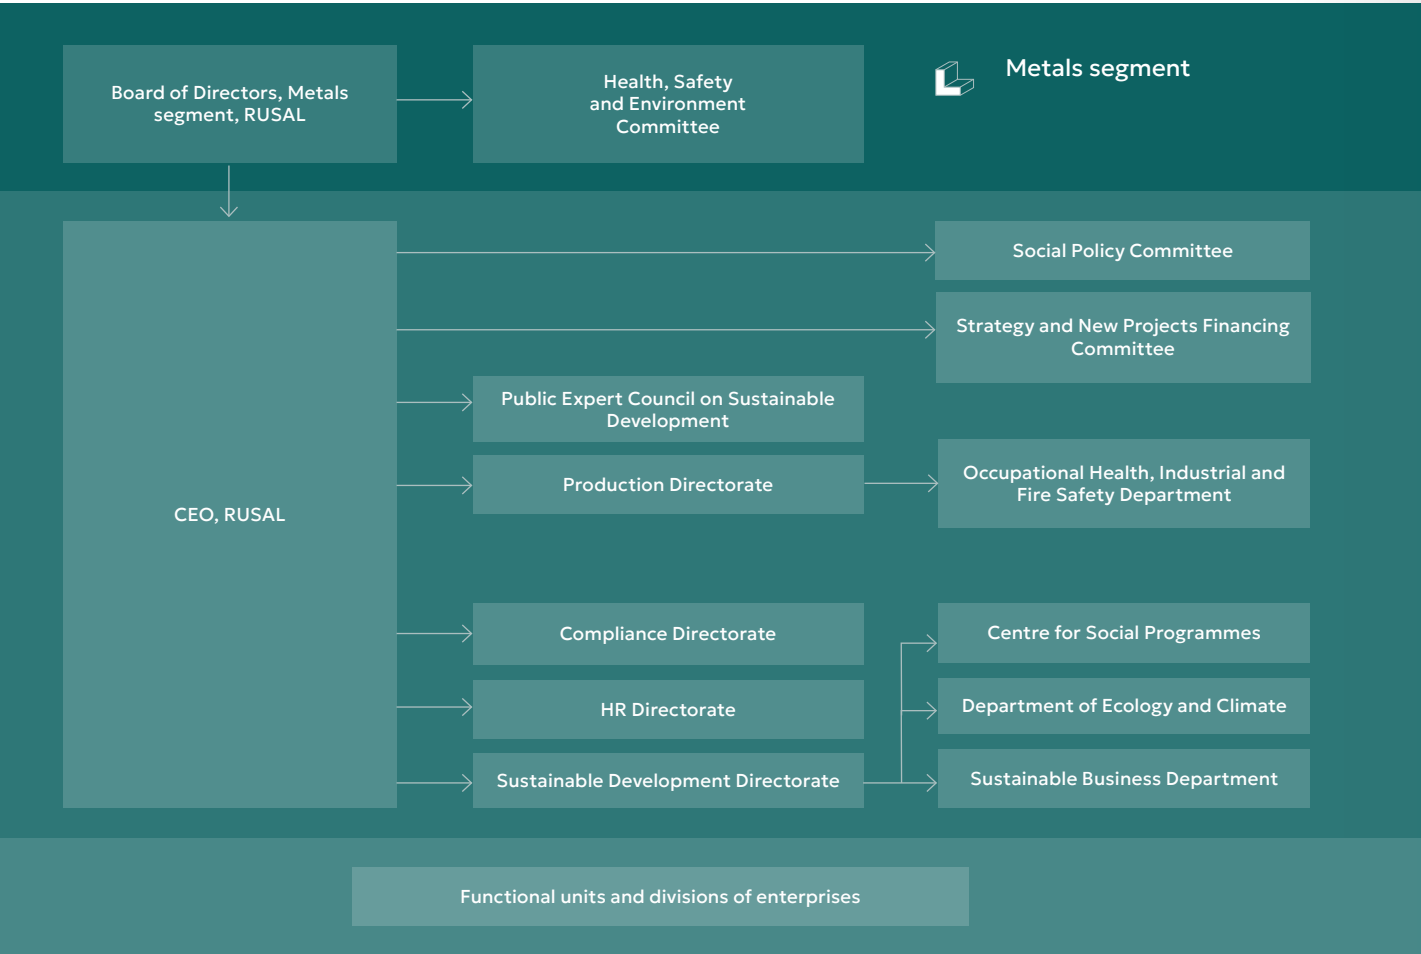 Board of Directors, Metals
segment, RUSAL
Health, Safety
and Environment
Committee
Metals segment
CEO, RUSAL
Social Policy Committee
Strategy and New Projects Financing
Committee
Public Expert Council on Sustainable
Development
Production Directorate
Occupational Health, Industrial and
Fire Safety Department
Compliance Directorate
Centre for Social Programmes
HR Directorate
Department of Ecology and Climate
Sustainable Development Directorate
Sustainable Business Department
Functional units and divisions of enterprises